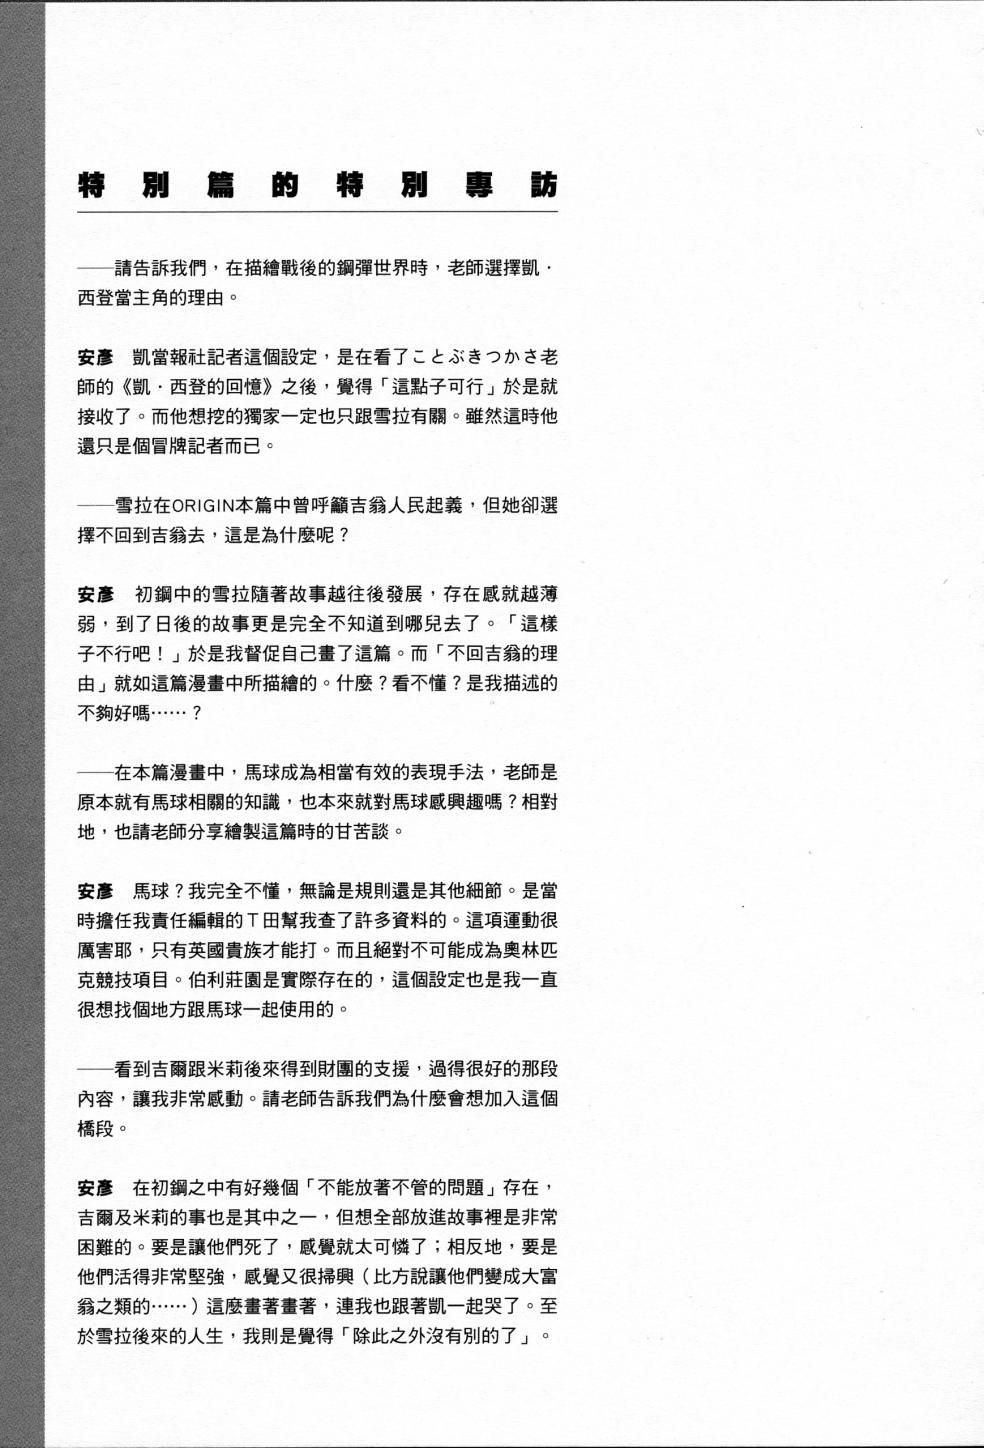 特別篇的特別專訪
——請告訴我們，在描繪戰後的鋼彈世界時，老師選擇凱．
西登當主角的理由。
安彥　凱當報社記者這個設定，是在看了ことぶきつかさ老
師的《凱．西登的回憶》之後，覺得「這點子可行」於是就
接收了。而他想挖的獨家一定也只跟雪拉有關。雖然這時他
還只是個冒牌記者而已。
——雪拉在ORIGIN本篇中曾呼籲吉翁人民起義，但她卻選
擇不回到吉翁去，這是為什麼呢？
安彥　初鋼中的雪拉隨著故事越往後發展，存在感就越薄
弱，到了日後的故事更是完全不知道到哪兒去了。「這樣
子不行吧！」於是我督促自己畫了這篇。而「不回吉翁的理
由」就如這篇漫畫中所描繪的。什麼？看不懂？是我描述的
不夠好嗎……？
——在本篇漫畫中，馬球成為相當有效的表現手法，老師是
原本就有馬球相關的知識，也本來就對馬球感興趣嗎？相對
地，也請老師分享繪製這篇時的甘苦談。
安彥　馬球？我完全不懂，無論是規則還是其他細節。是當
時擔任我責任編輯的Ｔ田幫我查了許多資料的。這項運動很
厲害耶，只有英國貴族才能打。而且絕對不可能成為奧林匹
克競技項目。伯利莊園是實際存在的，這個設定也是我一直
很想找個地方跟馬球一起使用的。
——看到吉爾跟米莉後來得到財團的支援，過得很好的那段
內容，讓我非常感動。請老師告訴我們為什麼會想加入這個
橋段。
安彥　在初鋼之中有好幾個「不能放著不管的問題」存在，
吉爾及米莉的事也是其中之一，但想全部放進故事裡是非常
困難的。要是讓他們死了，感覺就太可憐了；相反地，要是
他們活得非常堅強，感覺又很掃興（比方說讓他們變成大富
翁之類的……）這麼畫著畫著，連我也跟著凱一起哭了。至
於雪拉後來的人生，我則是覺得「除此之外沒有別的了」。